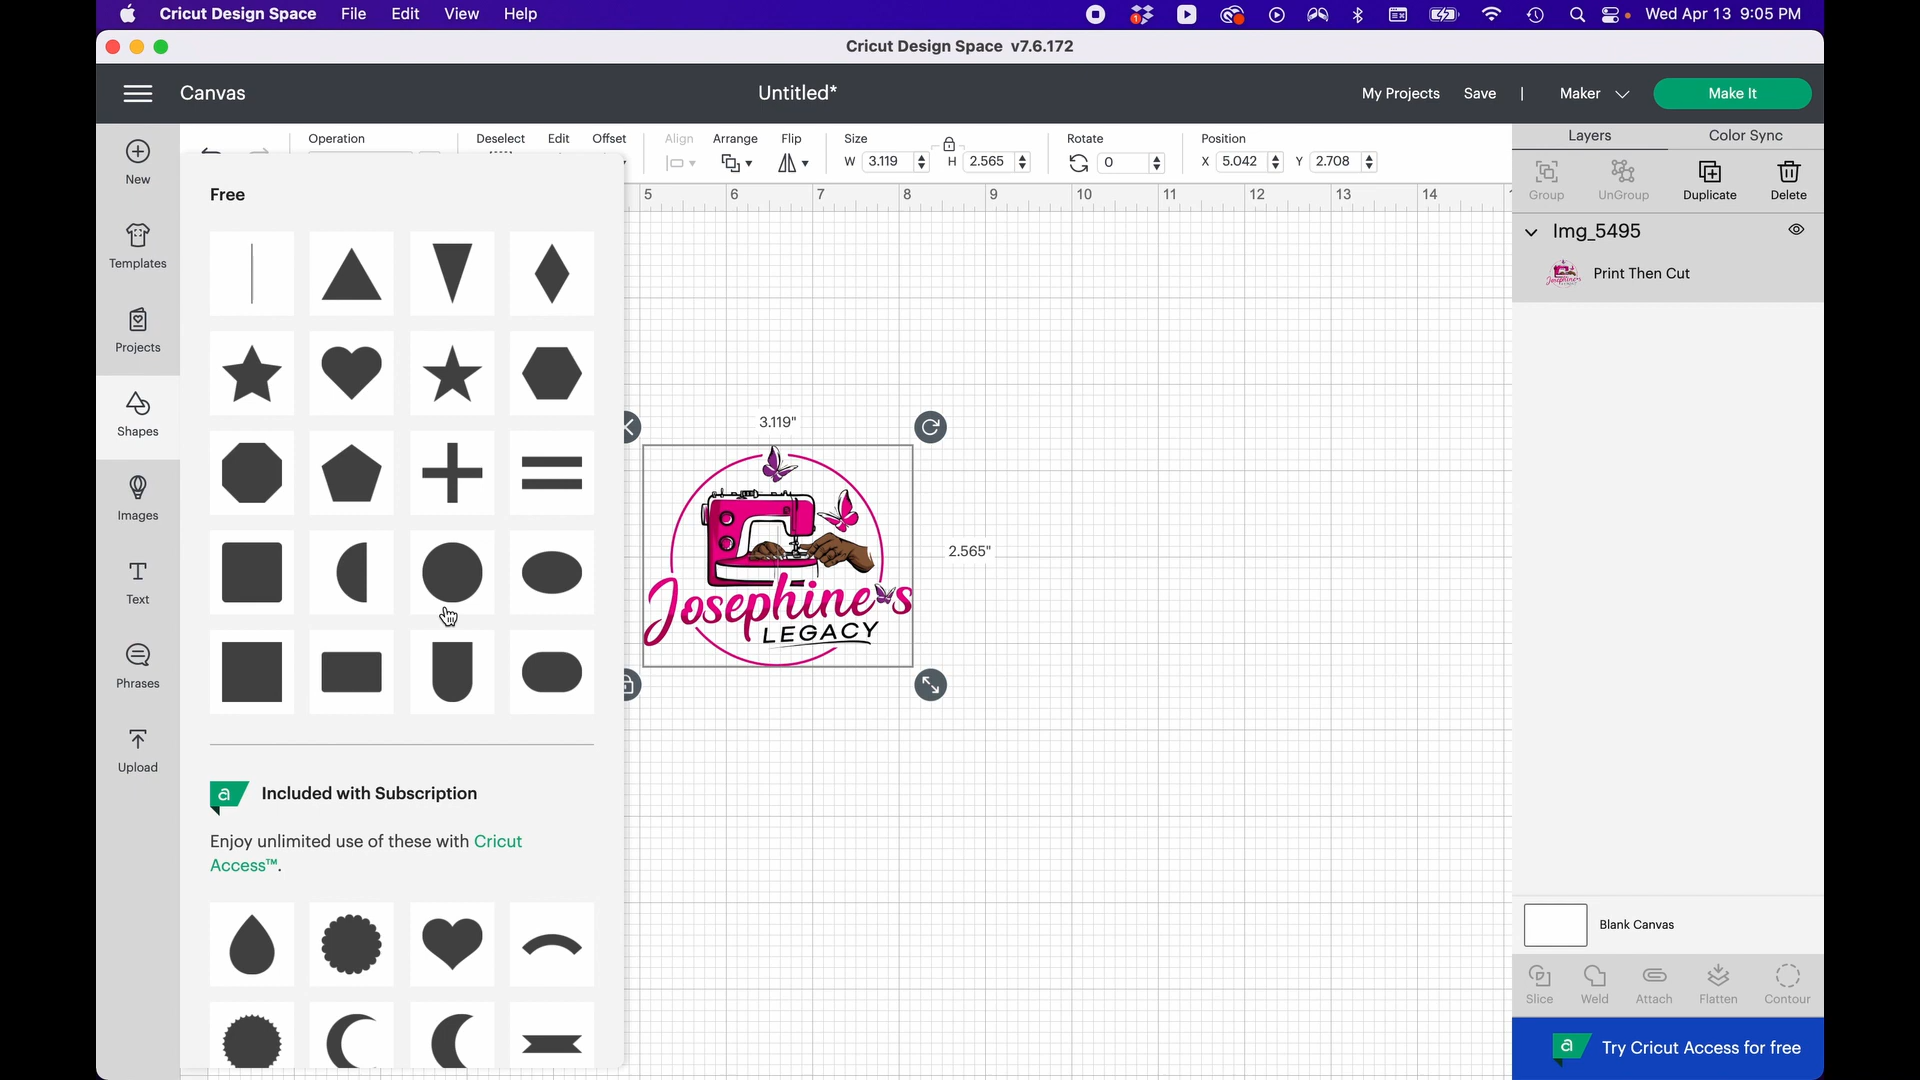 Cricut Design Space File Edit View Help
1
Wed Apr 13 9:05 PM
Cricut Design Space v7.6.172
Canvas
Untitled*
My Projects Save | Maker Make It
New
Templates
Projects
Shapes
Images
Text
Phrases
Upload
Operation
Deselect Edit Offset
Align Arrange Flip
Size
W 3.119 H 2.565
Rotate
0
Position
X 5.042 Y 2.708
5 6 7 8 9 10 11 12 13 14
Free
Included with Subscription
Enjoy unlimited use of these with Cricut
Access™.
3.119"
2.565"
Josephine's
LEGACY
Layers Color Sync
Group UnGroup Duplicate Delete
Img_5495
Josephine's
Print Then Cut
Blank Canvas
Slice Weld Attach Flatten Contour
a Try Cricut Access for free